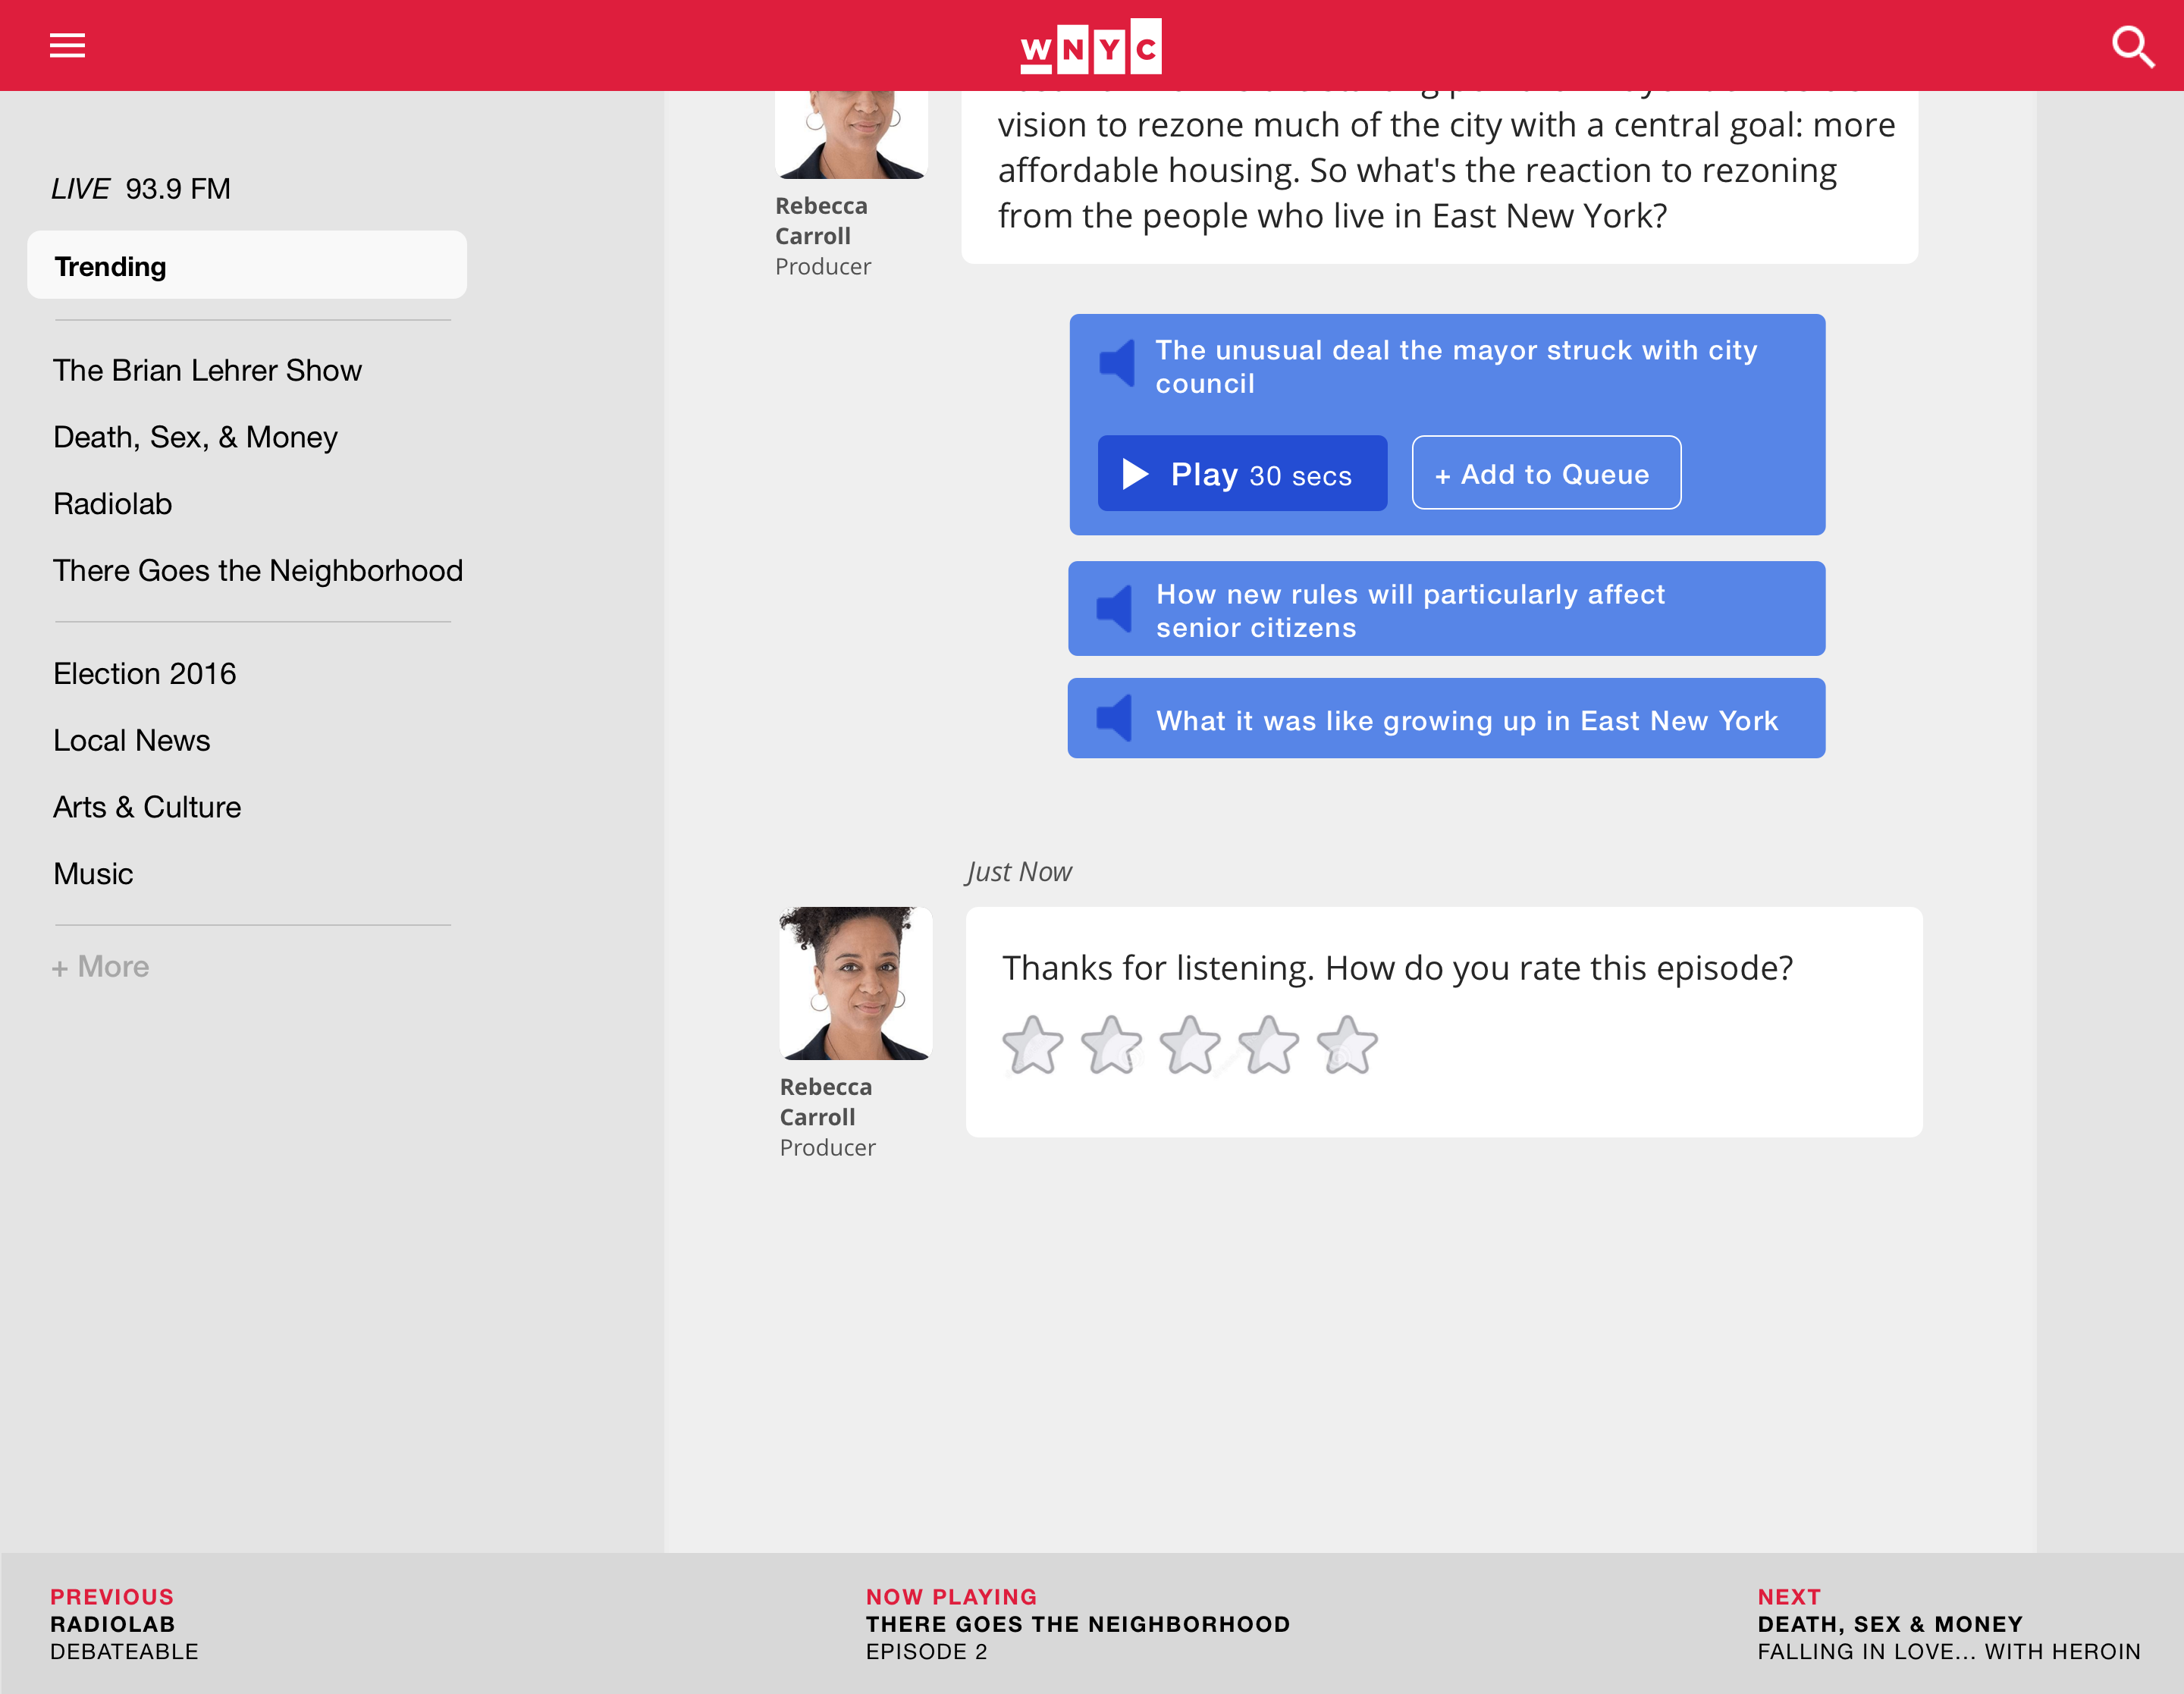 WNYC
LIVE 93.9 FM
Trending
The Brian Lehrer Show
Death, Sex, & Money
Radiolab
There Goes the Neighborhood
Election 2016
Local News
Arts & Culture
Music
+ More
vision to rezone much of the city with a central goal: more
affordable housing. So what's the reaction to rezoning
from the people who live in East New York?
Rebecca
Carroll
Producer
The unusual deal the mayor struck with city
council
Play 30 secs
+ Add to Queue
How new rules will particularly affect
senior citizens
What it was like growing up in East New York
Just Now
Thanks for listening. How do you rate this episode?
Rebecca
Carroll
Producer
PREVIOUS
RADIOLAB
DEBATEABLE
NOW PLAYING
THERE GOES THE NEIGHBORHOOD
EPISODE 2
NEXT
DEATH, SEX & MONEY
FALLING IN LOVE... WITH HEROIN